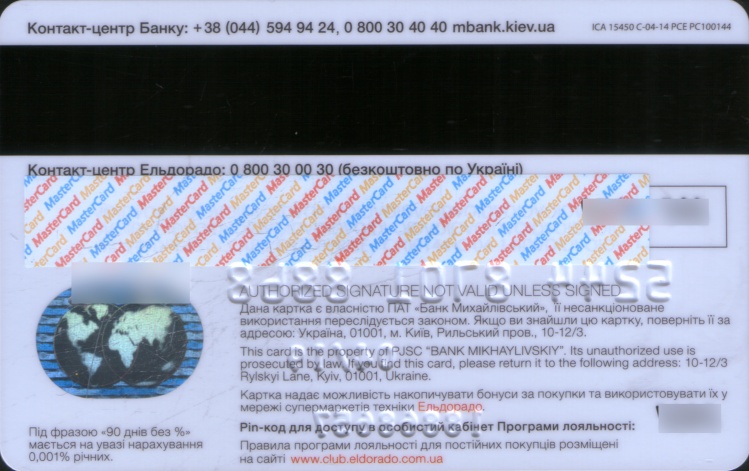 Контакт-центр Банку: +38 (044) 594 94 24, 0 800 30 40 40 mbank.kiev.ua
ICA 15450 C-04-14 PCE PC100144
Контакт-центр Ельдорадо: 0 800 30 00 30 (безкоштовно по Україні)
MasterCard MasterCard MasterCard MasterCard
AUTHORIZED SIGNATURE NOT VALID UNLESS SIGNED
Дана картка є власністю ПАТ «Банк Михайлівський», її несанкціоноване
використання переслідується законом. Якщо ви знайшли цю картку, поверніть її за
адресою: Україна, 01001, м. Київ, Рильський пров., 10-12/3.
This card is the property of PJSC "BANK MIKHAYLIVSKIY". Its unauthorized use is
prosecuted by law. If you find this card, please return it to the following address: 10-12/3
Rylskyi Lane, Kyiv, 01001, Ukraine.
Картка надає можливість накопичувати бонуси за покупки та використовувати їх у
мережі супермаркетів техніки Ельдорадо.
Pin-код для доступу в особистий кабінет Програми лояльності:
Правила програми лояльності для постійних покупців розміщені
на сайті www.club.eldorado.com.ua
Під фразою «90 днів без %»
мається на увазі нарахування
0,001% річних.